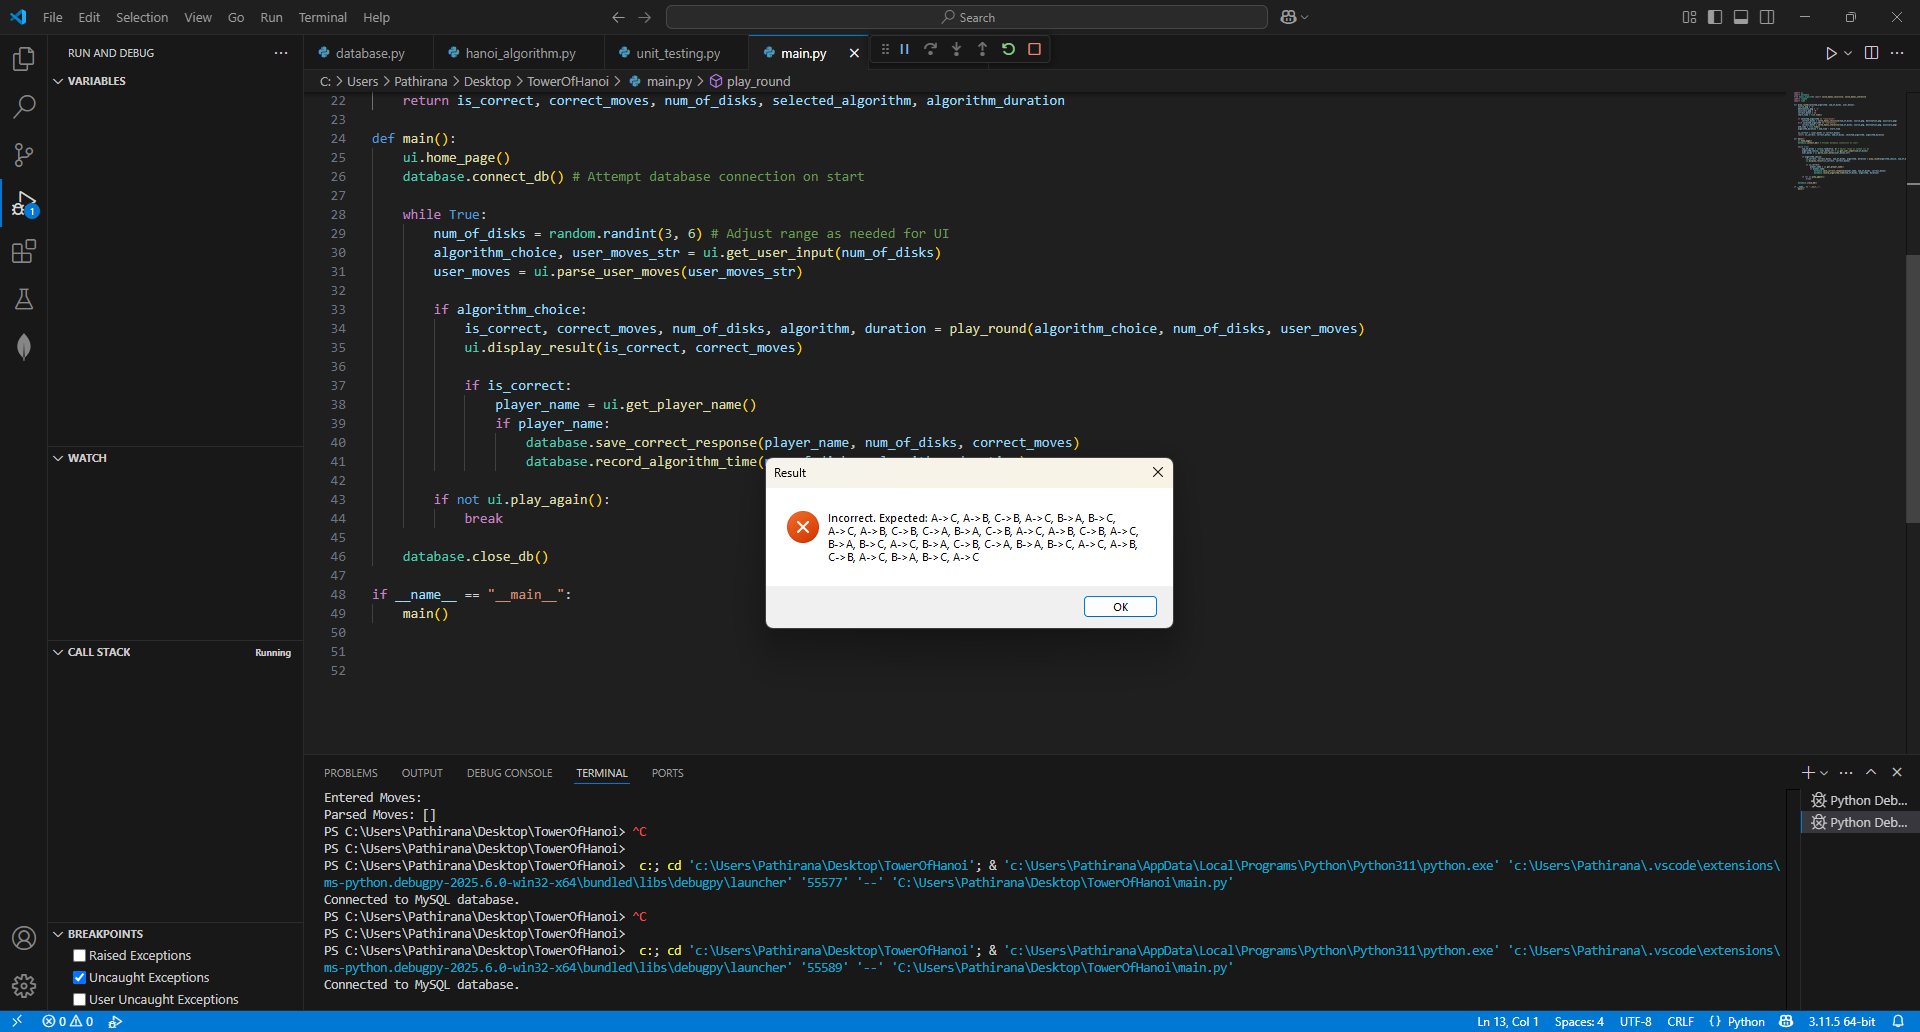 File Edit Selection View Go Run Terminal Help
Search
RUN AND DEBUG
VARIABLES
WATCH
CALL STACK Running
BREAKPOINTS
Raised Exceptions
Uncaught Exceptions
User Uncaught Exceptions
1
database.py hanoi_algorithm.py unit_testing.py main.py
C: > Users > Pathirana > Desktop > TowerOfHanoi > main.py > play_round
22 return is_correct, correct_moves, num_of_disks, selected_algorithm, algorithm_duration
23
24 def main():
25 ui.home_page()
26 database.connect_db() # Attempt database connection on start
27
28 while True:
29 num_of_disks = random.randint(3, 6) # Adjust range as needed for UI
30 algorithm_choice, user_moves_str = ui.get_user_input(num_of_disks)
31 user_moves = ui.parse_user_moves(user_moves_str)
32
33 if algorithm_choice:
34 is_correct, correct_moves, num_of_disks, algorithm, duration = play_round(algorithm_choice, num_of_disks, user_moves)
35 ui.display_result(is_correct, correct_moves)
36
37 if is_correct:
38 player_name = ui.get_player_name()
39 if player_name:
40 database.save_correct_response(player_name, num_of_disks, correct_moves)
41 database.record_algorithm_time(
42
43 if not ui.play_again():
44 break
45
46 database.close_db()
47
48 if __name__ == "__main__":
49 main()
50
51
52
Result
Incorrect. Expected: A->C, A->B, C->B, A->C, B->A, B->C,
A->C, A->B, C->B, C->A, B->A, C->B, A->C, A->B, C->B, A->C,
B->A, B->C, A->C, B->A, C->B, C->A, B->A, B->C, A->C, A->B,
C->B, A->C, B->A, B->C, A->C
OK
PROBLEMS OUTPUT DEBUG CONSOLE TERMINAL PORTS
Entered Moves:
Parsed Moves: []
PS C:\Users\Pathirana\Desktop\TowerOfHanoi> ^C
PS C:\Users\Pathirana\Desktop\TowerOfHanoi>
PS C:\Users\Pathirana\Desktop\TowerOfHanoi> c:; cd 'c:\Users\Pathirana\Desktop\TowerOfHanoi'; & 'c:\Users\Pathirana\AppData\Local\Programs\Python\Python311\python.exe' 'c:\Users\Pathirana\.vscode\extensions\
ms-python.debugpy-2025.6.0-win32-x64\bundled\libs\debugpy\launcher' '55577' '--' 'C:\Users\Pathirana\Desktop\TowerOfHanoi\main.py'
Connected to MySQL database.
PS C:\Users\Pathirana\Desktop\TowerOfHanoi> ^C
PS C:\Users\Pathirana\Desktop\TowerOfHanoi>
PS C:\Users\Pathirana\Desktop\TowerOfHanoi> c:; cd 'c:\Users\Pathirana\Desktop\TowerOfHanoi'; & 'c:\Users\Pathirana\AppData\Local\Programs\Python\Python311\python.exe' 'c:\Users\Pathirana\.vscode\extensions\
ms-python.debugpy-2025.6.0-win32-x64\bundled\libs\debugpy\launcher' '55589' '--' 'C:\Users\Pathirana\Desktop\TowerOfHanoi\main.py'
Connected to MySQL database.
Python Deb...
Python Deb...
0 0
Ln 13, Col 1 Spaces: 4 UTF-8 CRLF {} Python 3.11.5 64-bit